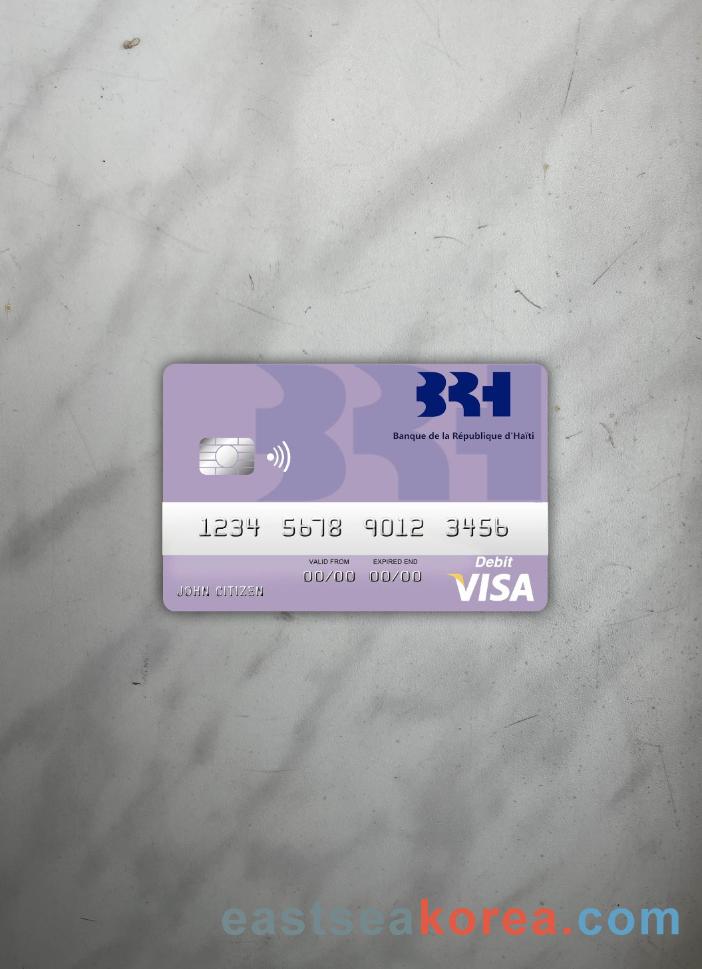 BRH
Banque de la République d'Haïti
1234 5678 9012 3456
VALID FROM EXPIRED END
00/00 00/00
Debit
JOHN CITIZEN
VISA
eastseakorea.com